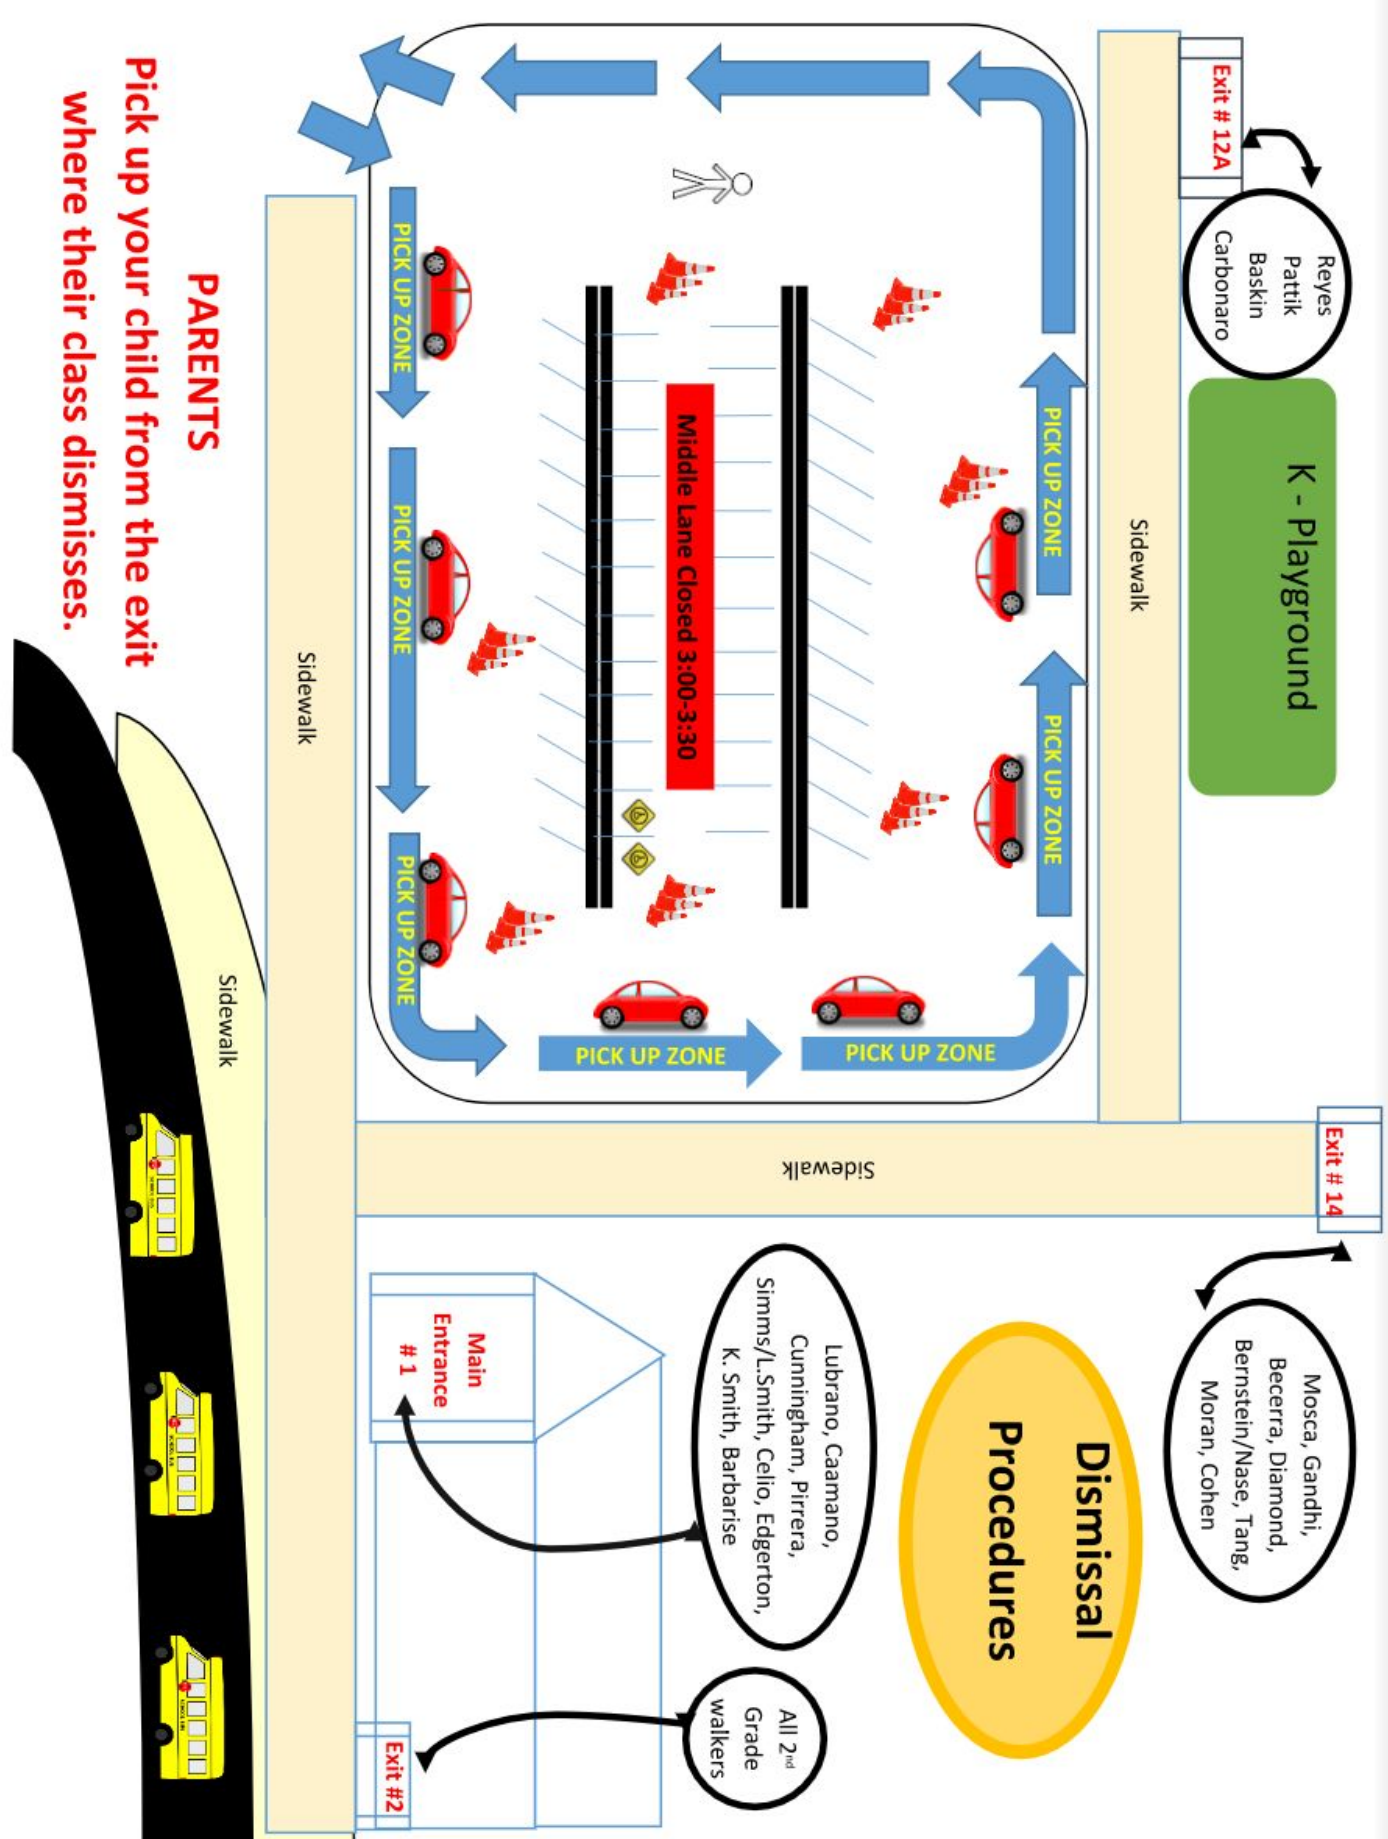 Exit # 12A
Reyes
Pattik
Baskin
Carbonaro
K - Playground
Exit # 14
Mosca, Gandhi,
Becerra, Diamond,
Bernstein/Nase, Tang,
Moran, Cohen
Sidewalk
Sidewalk
Dismissal
Procedures
PICK UP ZONE
PICK UP ZONE
PICK UP ZONE
PICK UP ZONE
Middle Lane Closed 3:00-3:30
Lubrano, Caamano,
Cunningham, Pirrera,
Simms/L.Smith, Celio, Edgerton,
K. Smith, Barbarise
All 2nd
Grade
walkers
PICK UP ZONE
PICK UP ZONE
PICK UP ZONE
Main
Entrance
# 1
Exit #2
Sidewalk
Sidewalk
PARENTS
Pick up your child from the exit
where their class dismisses.